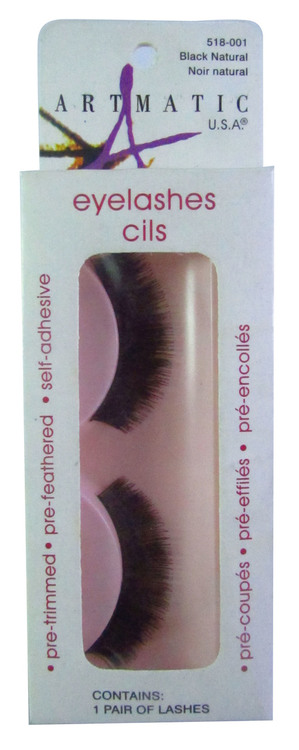 518-001
Black Natural
Noir natural
ARTMATIC
U.S.A.®
eyelashes
cils
• pre-trimmed • pre-feathered • self-adhesive
• pré-coupés • pré-effilés • pré-encollés
CONTAINS:
1 PAIR OF LASHES